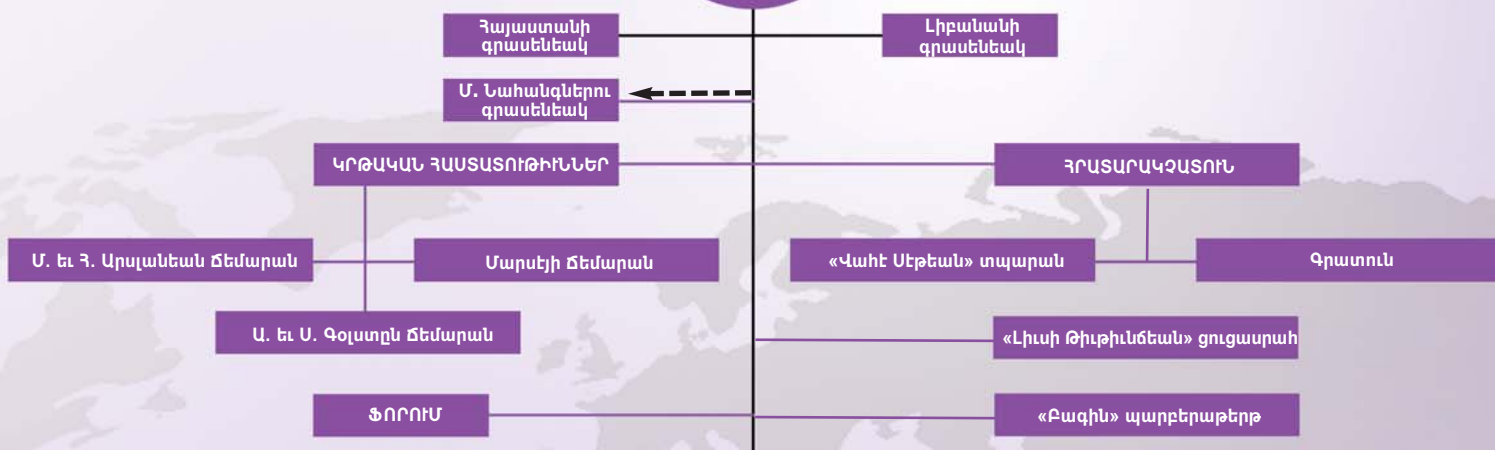 Հայաստանի
գրասենեակ
Լիբանանի
գրասենեակ
Մ. Նահանգներու
գրասենեակ
ԿՐԹԱԿԱՆ ՀԱՍՏԱՏՈՒԹԻՒՆՆԵՐ
ՀՐԱՏԱՐԱԿՉԱՏՈՒՆ
Մ. եւ Հ. Արսլանեան Ճեմարան
Մարսէյի Ճեմարան
«Վահէ Սէթեան» տպարան
Գրատուն
Ա. եւ Ս. Գօլստըն Ճեմարան
«Լիւսի Թիւթիւնճեան» ցուցասրահ
ՖՈՐՈՒՄ
«Բագին» պարբերաթերթ